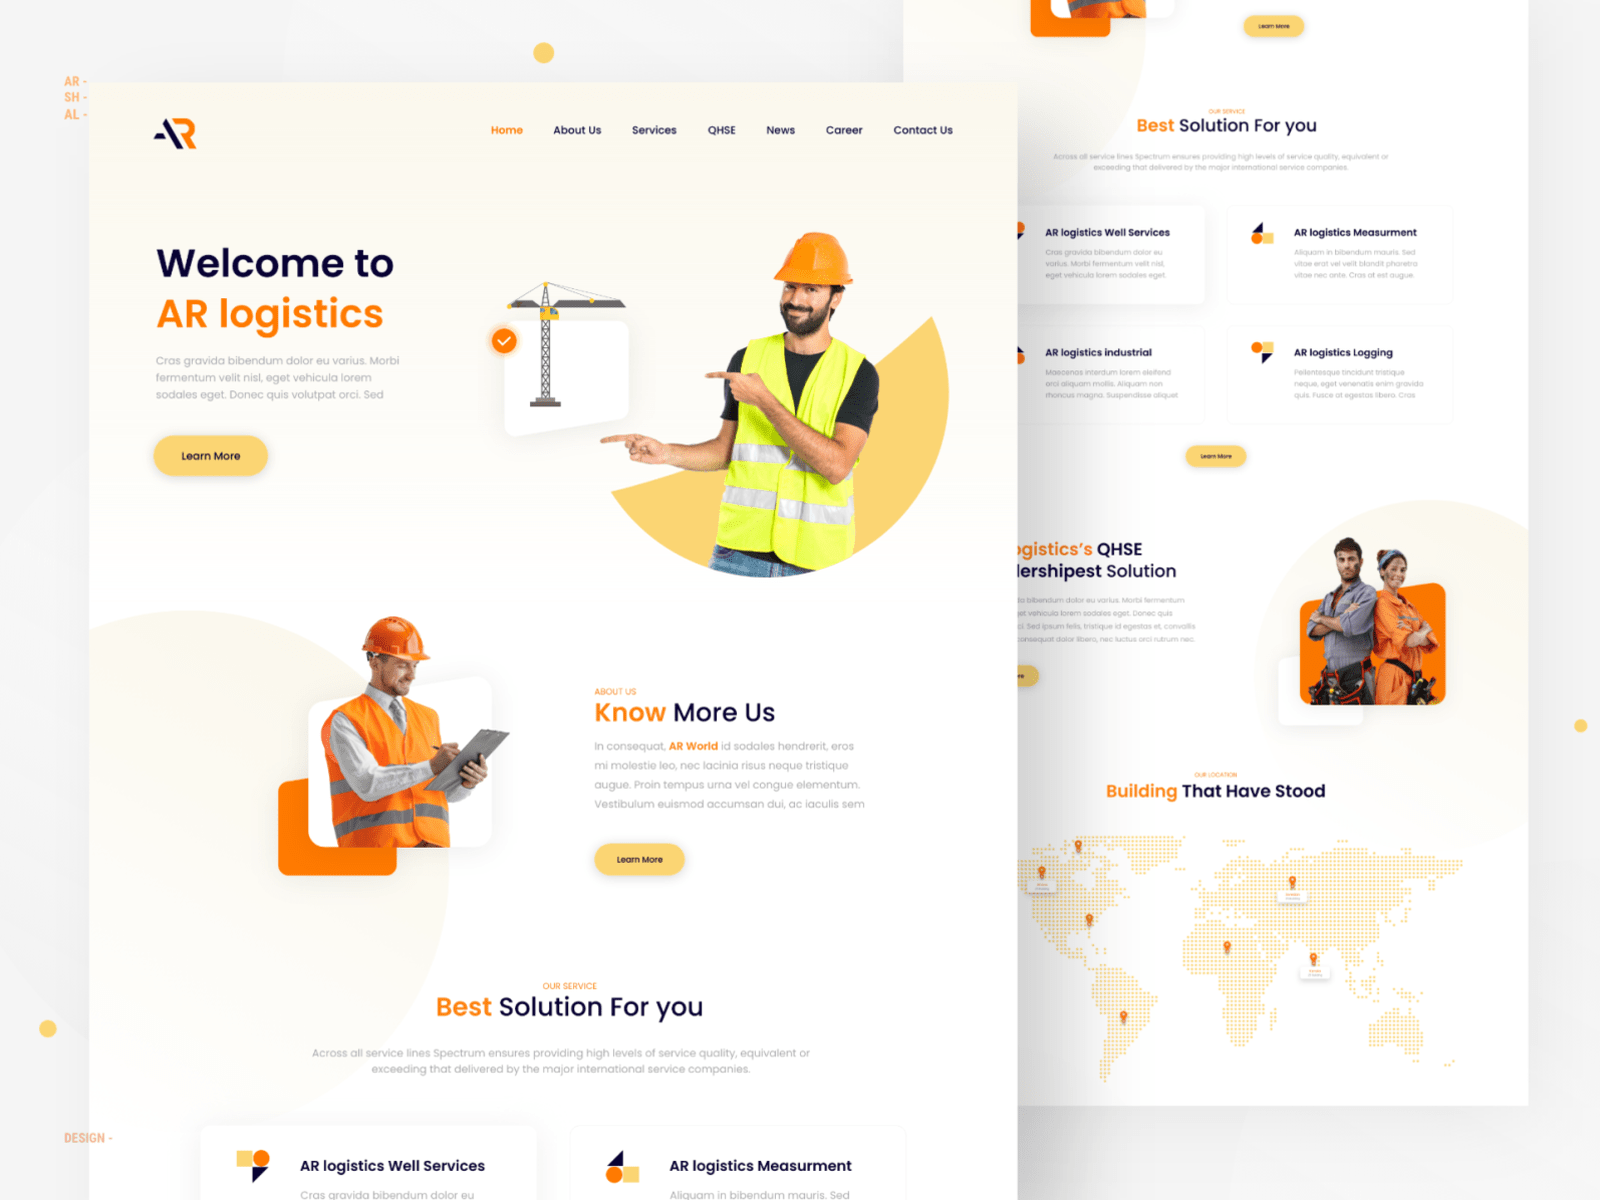 AR -
SH -
AL -
AR
Home About Us Services QHSE News Career Contact Us
Welcome to
AR logistics
Cras gravida bibendum dolor eu varius. Morbi
fermentum velit nisl, eget vehicula lorem
sodales eget. Donec quis volutpat orci. Sed
Learn More
ABOUT US
Know More Us
In consequat, AR World id sodales hendrerit, eros
mi molestie leo, nec lacinia risus neque tristique
augue. Proin tempus urna vel congue elementum.
Vestibulum euismod accumsan dui, ac iaculis sem
Learn More
OUR SERVICE
Best Solution For you
Across all service lines Spectrum ensures providing high levels of service quality, equivalent or
exceeding that delivered by the major international service companies.
AR logistics Well Services
Cras gravida bibendum dolor eu
AR logistics Measurment
Aliquam in bibendum mauris. Sed
DESIGN -
Learn More
OUR SERVICE
Best Solution For you
Across all service lines Spectrum ensures providing high levels of service quality, equivalent or
exceeding that delivered by the major international service companies.
AR logistics Well Services
Cras gravida bibendum dolor eu
varius. Morbi fermentum velit nisl,
eget vehicula lorem sodales eget.
AR logistics Measurment
Aliquam in bibendum mauris. Sed
vitae erat vel velit blandit pharetra
vitae nec ante. Cras at est augue.
AR logistics industrial
Maecenas interdum lorem eleifend
orci aliquam mollis. Aliquam non
rhoncus magna. Suspendisse aliquet
AR logistics Logging
Pellentesque tincidunt tristique
neque, eget venenatis enim gravida
quis. Fusce at egestas libero. Cras
Learn More
ogistics's QHSE
lershipest Solution
bibendum dolor eu varius. Morbi fermentum
vehicula lorem sodales eget. Donec quis
Sed ipsum felis, tristique id egestas et, convallis
consequat dolor libero, nec luctus orci rutrum nec.
OUR LOCATION
Building That Have Stood